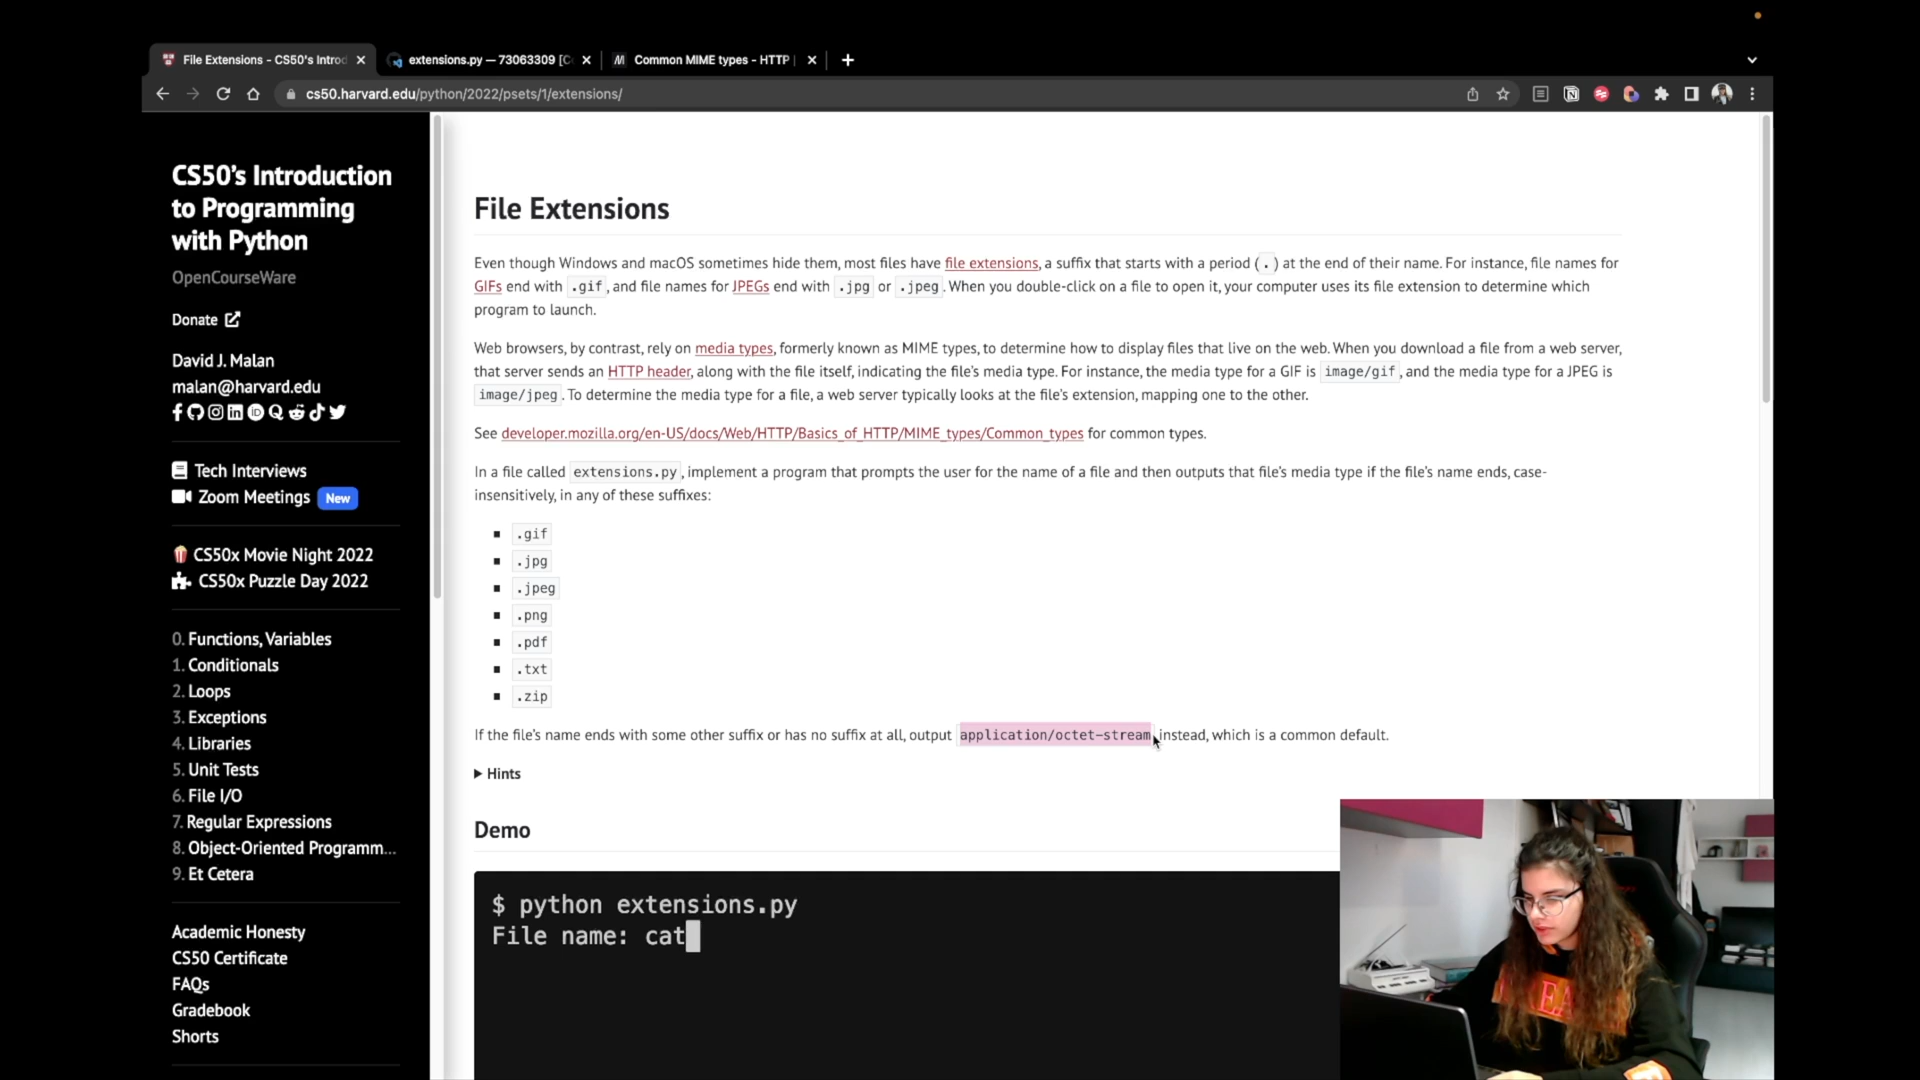 File Extensions - CS50's Introd
extensions.py — 73063309 [C
Common MIME types - HTTP
cs50.harvard.edu/python/2022/psets/1/extensions/
CS50's Introduction
to Programming
with Python
OpenCourseWare
Donate
David J. Malan
malan@harvard.edu
Tech Interviews
Zoom Meetings New
CS50x Movie Night 2022
CS50x Puzzle Day 2022
0. Functions, Variables
1. Conditionals
2. Loops
3. Exceptions
4. Libraries
5. Unit Tests
6. File I/O
7. Regular Expressions
8. Object-Oriented Programm...
9. Et Cetera
Academic Honesty
CS50 Certificate
FAQs
Gradebook
Shorts
File Extensions
Even though Windows and macOS sometimes hide them, most files have file extensions, a suffix that starts with a period (.) at the end of their name. For instance, file names for
GIFs end with .gif, and file names for JPEGs end with .jpg or .jpeg. When you double-click on a file to open it, your computer uses its file extension to determine which
program to launch.
Web browsers, by contrast, rely on media types, formerly known as MIME types, to determine how to display files that live on the web. When you download a file from a web server,
that server sends an HTTP header, along with the file itself, indicating the file's media type. For instance, the media type for a GIF is image/gif, and the media type for a JPEG is
image/jpeg. To determine the media type for a file, a web server typically looks at the file's extension, mapping one to the other.
See developer.mozilla.org/en-US/docs/Web/HTTP/Basics_of_HTTP/MIME_types/Common_types for common types.
In a file called extensions.py, implement a program that prompts the user for the name of a file and then outputs that file's media type if the file's name ends, case-
insensitively, in any of these suffixes:
.gif
.jpg
.jpeg
.png
.pdf
.txt
.zip
If the file's name ends with some other suffix or has no suffix at all, output application/octet-stream instead, which is a common default.
Hints
Demo
$ python extensions.py
File name: cat